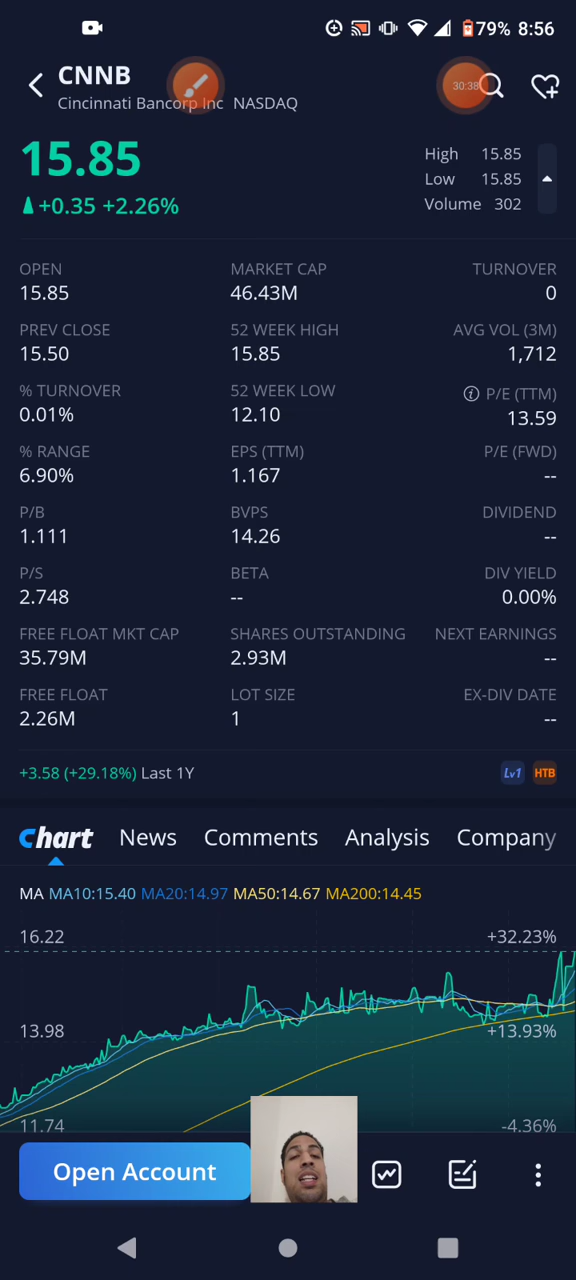 79% 8:56
CNNB
Cincinnati Bancorp Inc NASDAQ
30:38
15.85
+0.35 +2.26%
High 15.85
Low 15.85
Volume 302
OPEN MARKET CAP TURNOVER
15.85 46.43M 0
PREV CLOSE 52 WEEK HIGH AVG VOL (3M)
15.50 15.85 1,712
% TURNOVER 52 WEEK LOW i P/E (TTM)
0.01% 12.10 13.59
% RANGE EPS (TTM) P/E (FWD)
6.90% 1.167 --
P/B BVPS DIVIDEND
1.111 14.26 --
P/S BETA DIV YIELD
2.748 -- 0.00%
FREE FLOAT MKT CAP SHARES OUTSTANDING NEXT EARNINGS
35.79M 2.93M --
FREE FLOAT LOT SIZE EX-DIV DATE
2.26M 1 --
+3.58 (+29.18%) Last 1Y Lv1 HTB
Chart News Comments Analysis Company
MA MA10:15.40 MA20:14.97 MA50:14.67 MA200:14.45
16.22 +32.23%
13.98 +13.93%
11.74 -4.36%
Open Account